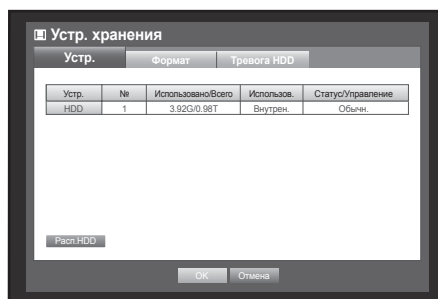 Устр. хранения
Устр. Формат Тревога HDD
Устр. № Использовано/Всего Использов. Статус/Управление
HDD 1 3.92G/0.98T Внутрен. Обычн.
Расп.HDD
OK Отмена